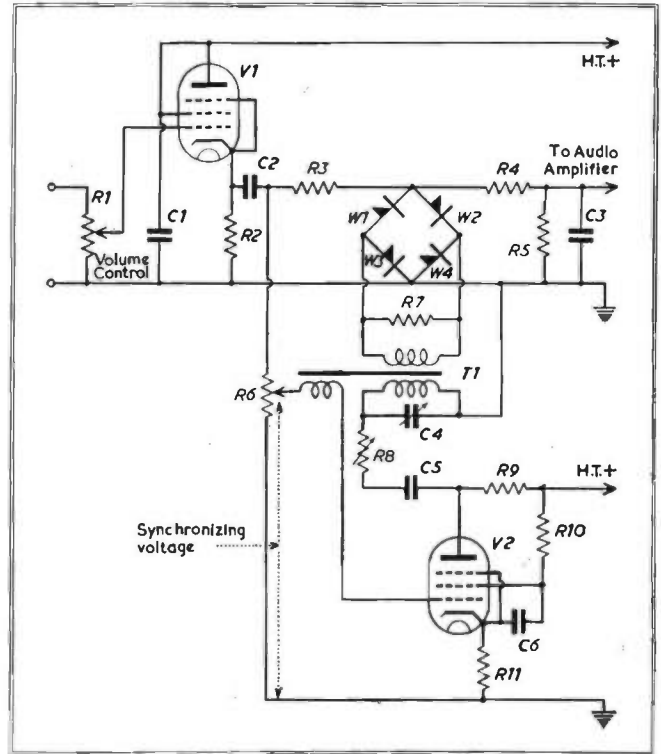 V1
H.T.+
C2
R3
R4
To Audio
Amplifier
R1
C1
R2
W1
W2
R5
C3
Volume
Control
W3
W4
R7
T1
R6
C4
R8
C5
R9
H.T.+
Synchronizing
voltage
V2
R10
C6
R11